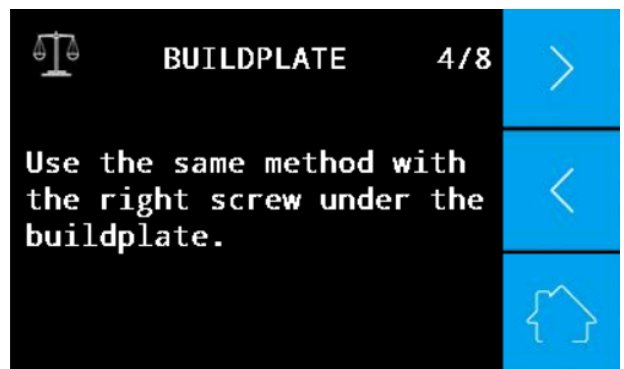 BUILDPLATE 4/8
Use the same method with
the right screw under the
buildplate.